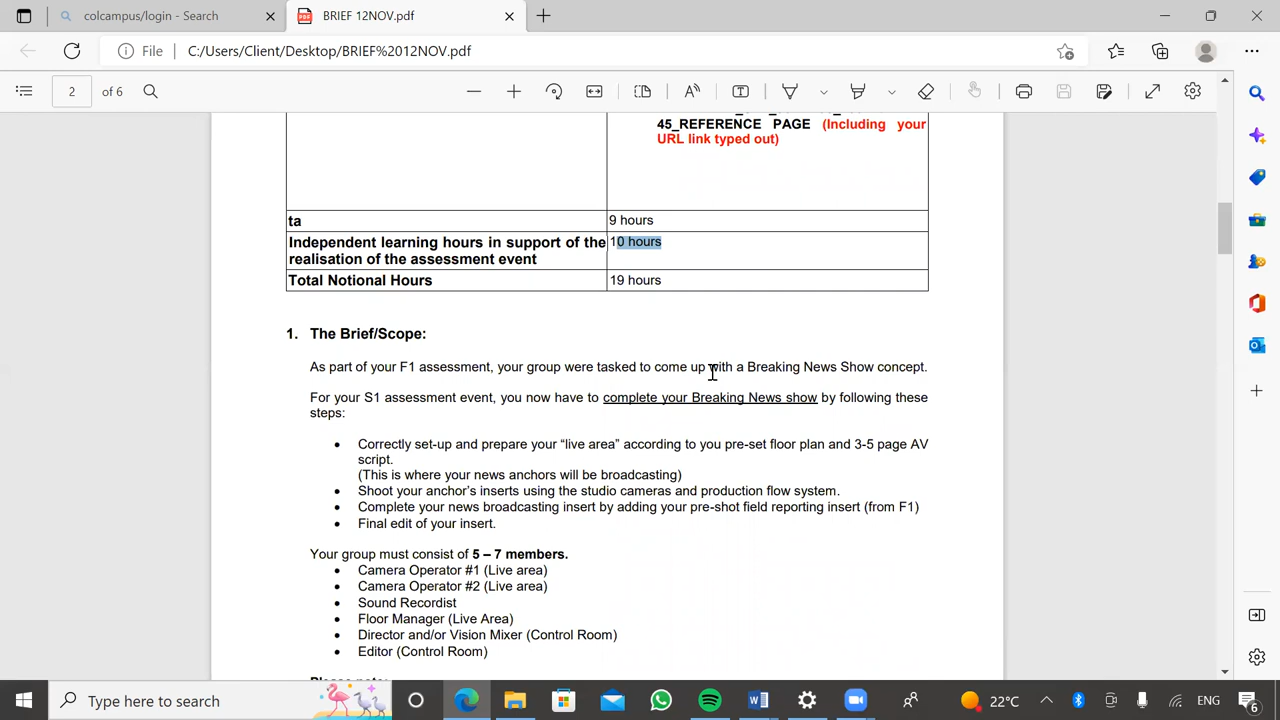 colcampus/login - Search
BRIEF 12NOV.pdf
File
C:/Users/Client/Desktop/BRIEF%2012NOV.pdf
2
of 6
45_REFERENCE PAGE (Including your
URL link typed out)
ta
9 hours
Independent learning hours in support of the
realisation of the assessment event
10 hours
Total Notional Hours
19 hours
1. The Brief/Scope:
As part of your F1 assessment, your group were tasked to come up with a Breaking News Show concept.
For your S1 assessment event, you now have to complete your Breaking News show by following these
steps:
• Correctly set-up and prepare your “live area” according to you pre-set floor plan and 3-5 page AV
script.
(This is where your news anchors will be broadcasting)
• Shoot your anchor’s inserts using the studio cameras and production flow system.
• Complete your news broadcasting insert by adding your pre-shot field reporting insert (from F1)
• Final edit of your insert.
Your group must consist of 5 – 7 members.
• Camera Operator #1 (Live area)
• Camera Operator #2 (Live area)
• Sound Recordist
• Floor Manager (Live Area)
• Director and/or Vision Mixer (Control Room)
• Editor (Control Room)
Please note:
Type here to search
22°C
ENG
6